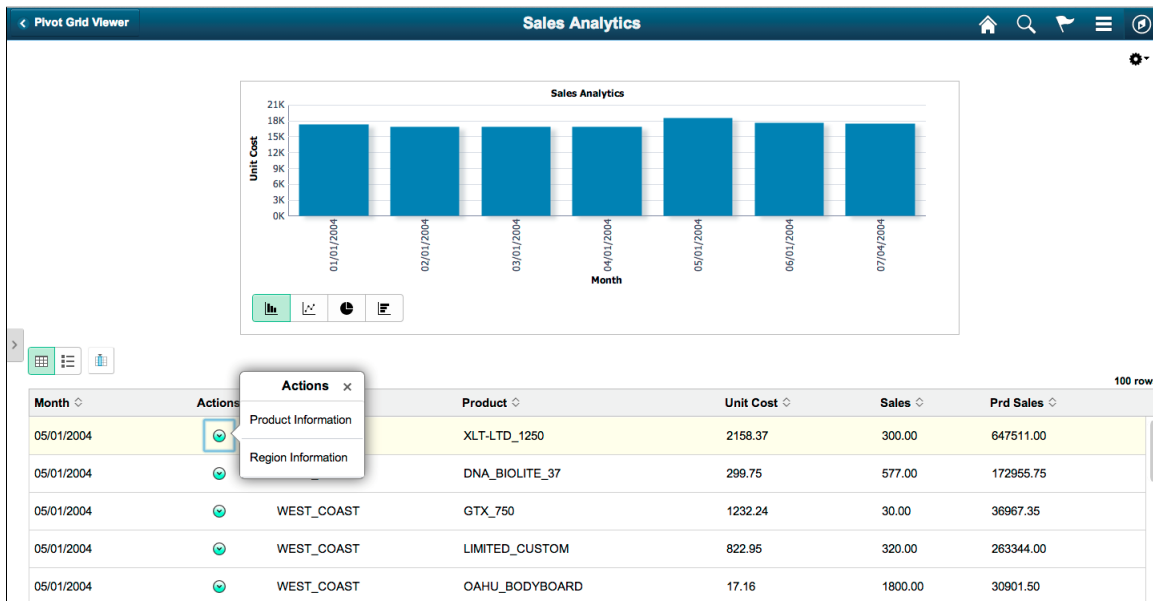 Pivot Grid Viewer
Sales Analytics
Sales Analytics
21K
18K
15K
12K
9K
6K
3K
0K
Unit Cost
01/01/2004
02/01/2004
03/01/2004
04/01/2004
05/01/2004
06/01/2004
07/04/2004
Month
100 row
Month Actions Product Unit Cost Sales Prd Sales
Actions ×
Product Information
Region Information
05/01/2004 XLT-LTD_1250 2158.37 300.00 647511.00
05/01/2004 DNA_BIOLITE_37 299.75 577.00 172955.75
05/01/2004 WEST_COAST GTX_750 1232.24 30.00 36967.35
05/01/2004 WEST_COAST LIMITED_CUSTOM 822.95 320.00 263344.00
05/01/2004 WEST_COAST OAHU_BODYBOARD 17.16 1800.00 30901.50